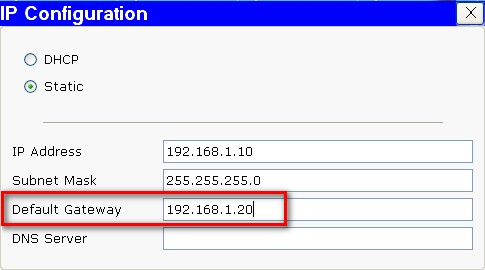 IP Configuration X
DHCP
Static
IP Address 192.168.1.10
Subnet Mask 255.255.255.0
Default Gateway 192.168.1.20
DNS Server